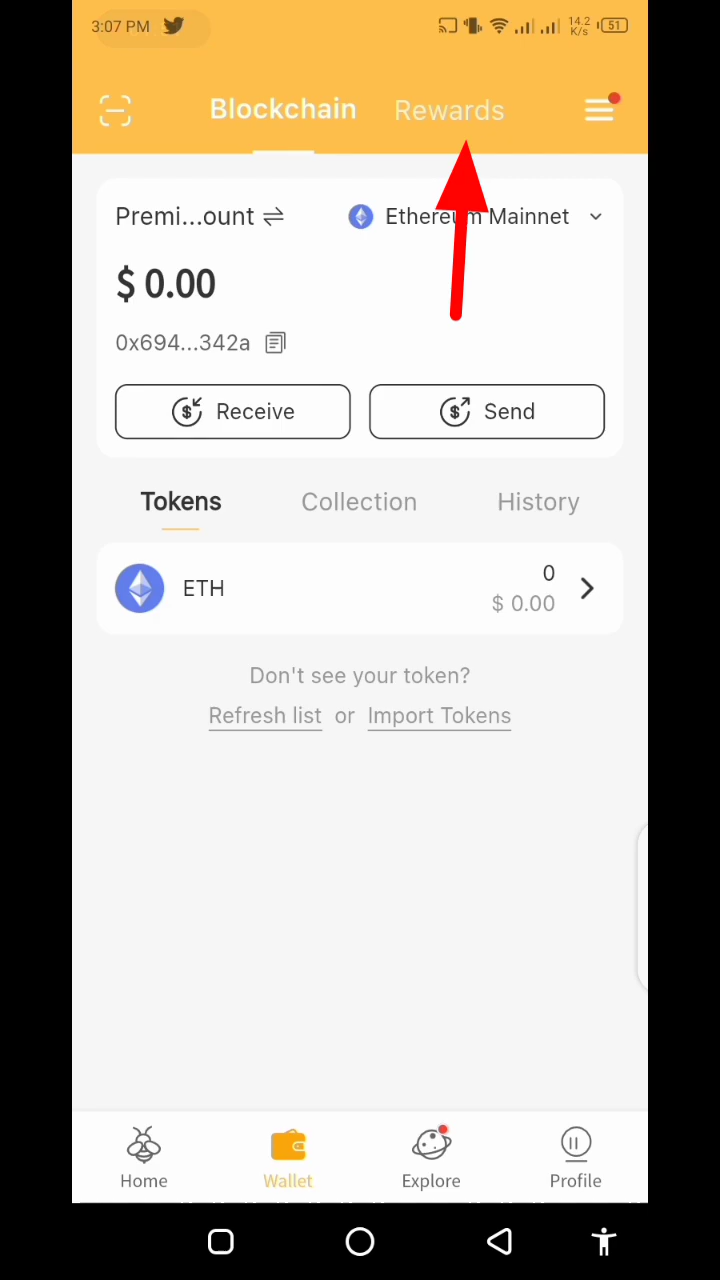 3:07 PM 14.2 K/s 51
Blockchain Rewards
Premi...ount Ethereum Mainnet
$ 0.00
0x694...342a
Receive Send
Tokens Collection History
ETH 0
$ 0.00
Don't see your token?
Refresh list or Import Tokens
Home Wallet Explore Profile